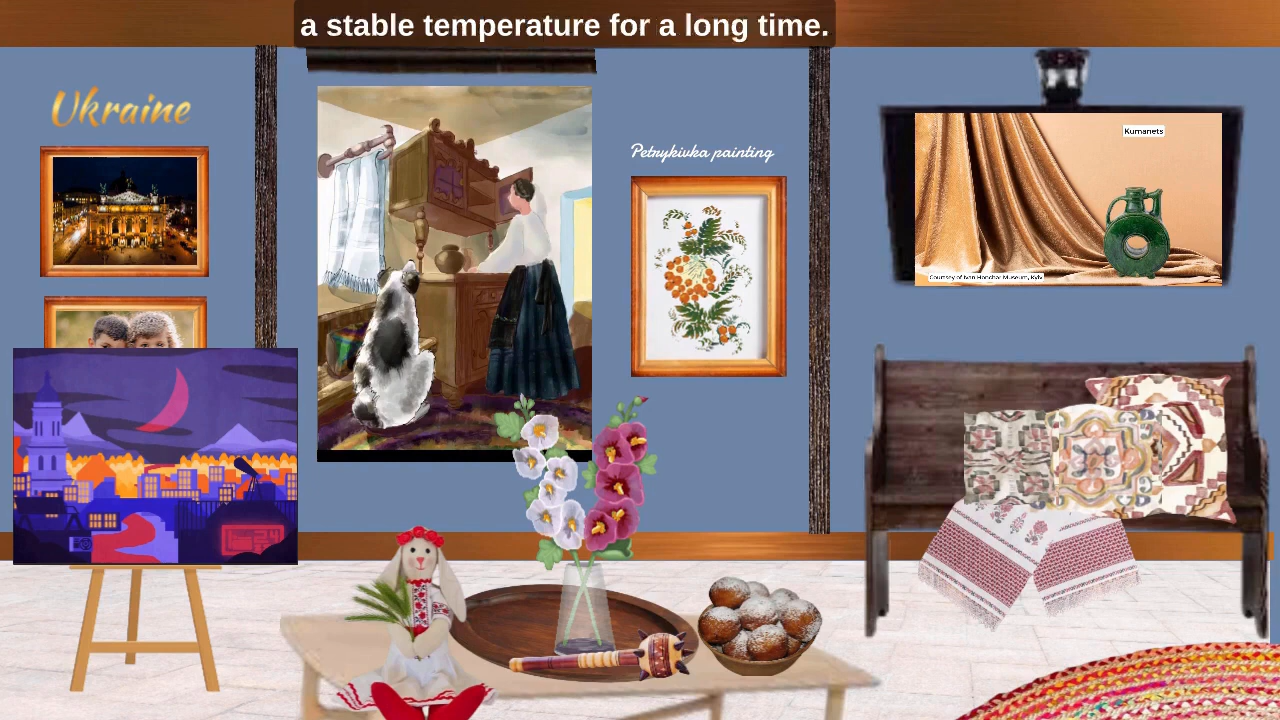 a stable temperature for a long time.
Ukraine
Petrykivka painting
Kumanets
Courtesy of Ivan Honchar Museum, Kyiv